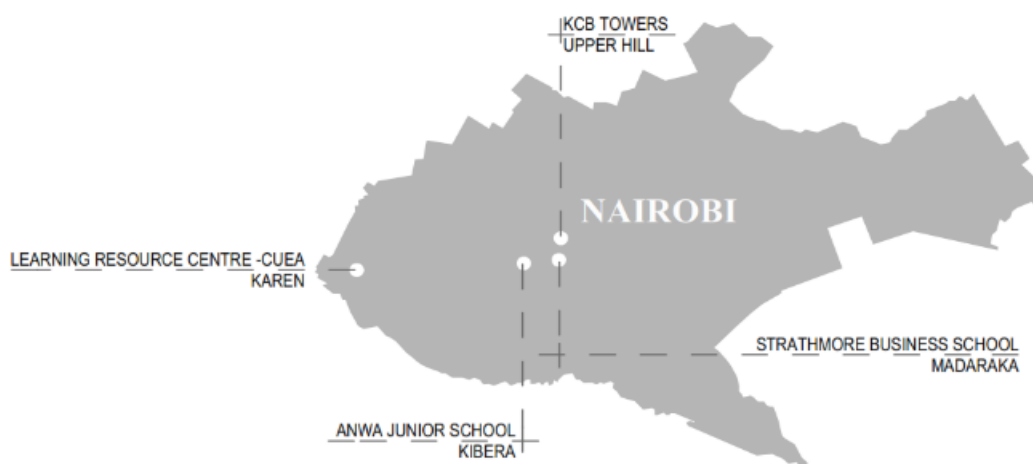 KCB TOWERS
UPPER HILL
NAIROBI
LEARNING RESOURCE CENTRE -CUEA
KAREN
STRATHMORE BUSINESS SCHOOL
MADARAKA
ANWA JUNIOR SCHOOL
KIBERA